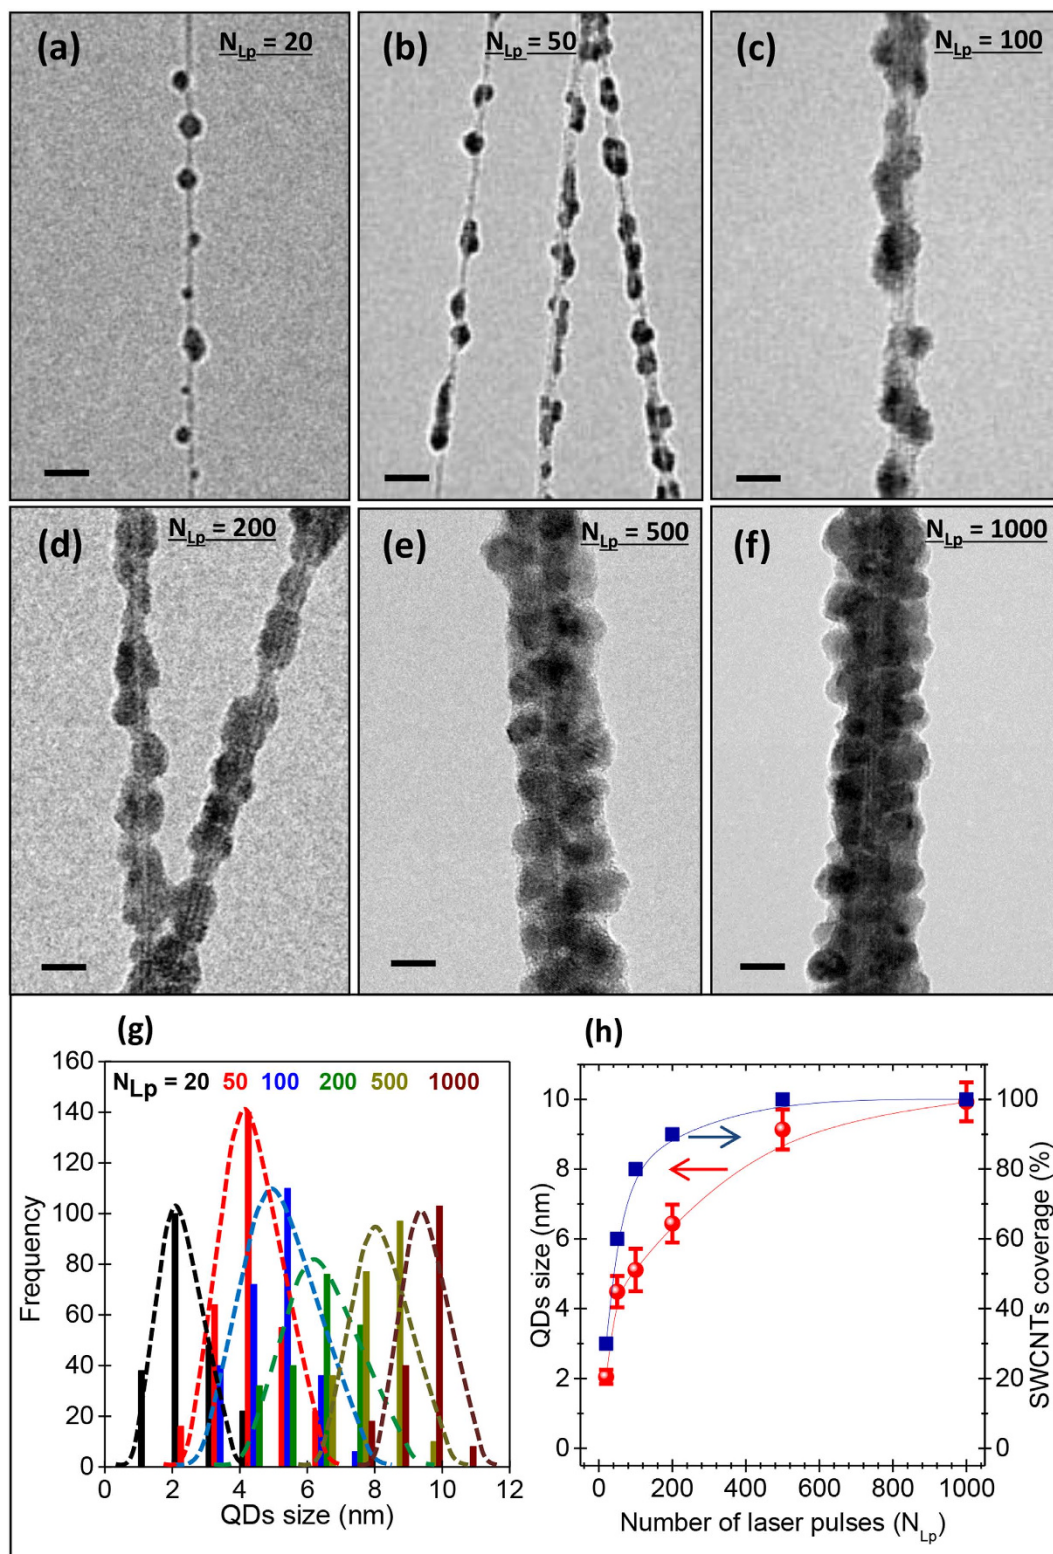 (a)
N_Lp = 20
(b)
N_Lp = 50
(c)
N_Lp = 100
(d)
N_Lp = 200
(e)
N_Lp = 500
(f)
N_Lp = 1000
(g)
160
140
120
100
80
60
40
20
0
Frequency
N_Lp = 20 50 100 200 500 1000
0 2 4 6 8 10 12
QDs size (nm)
(h)
10
8
6
4
2
0
QDs size (nm)
100
80
60
40
20
0
SWCNTs coverage (%)
0 200 400 600 800 1000
Number of laser pulses (N_Lp)